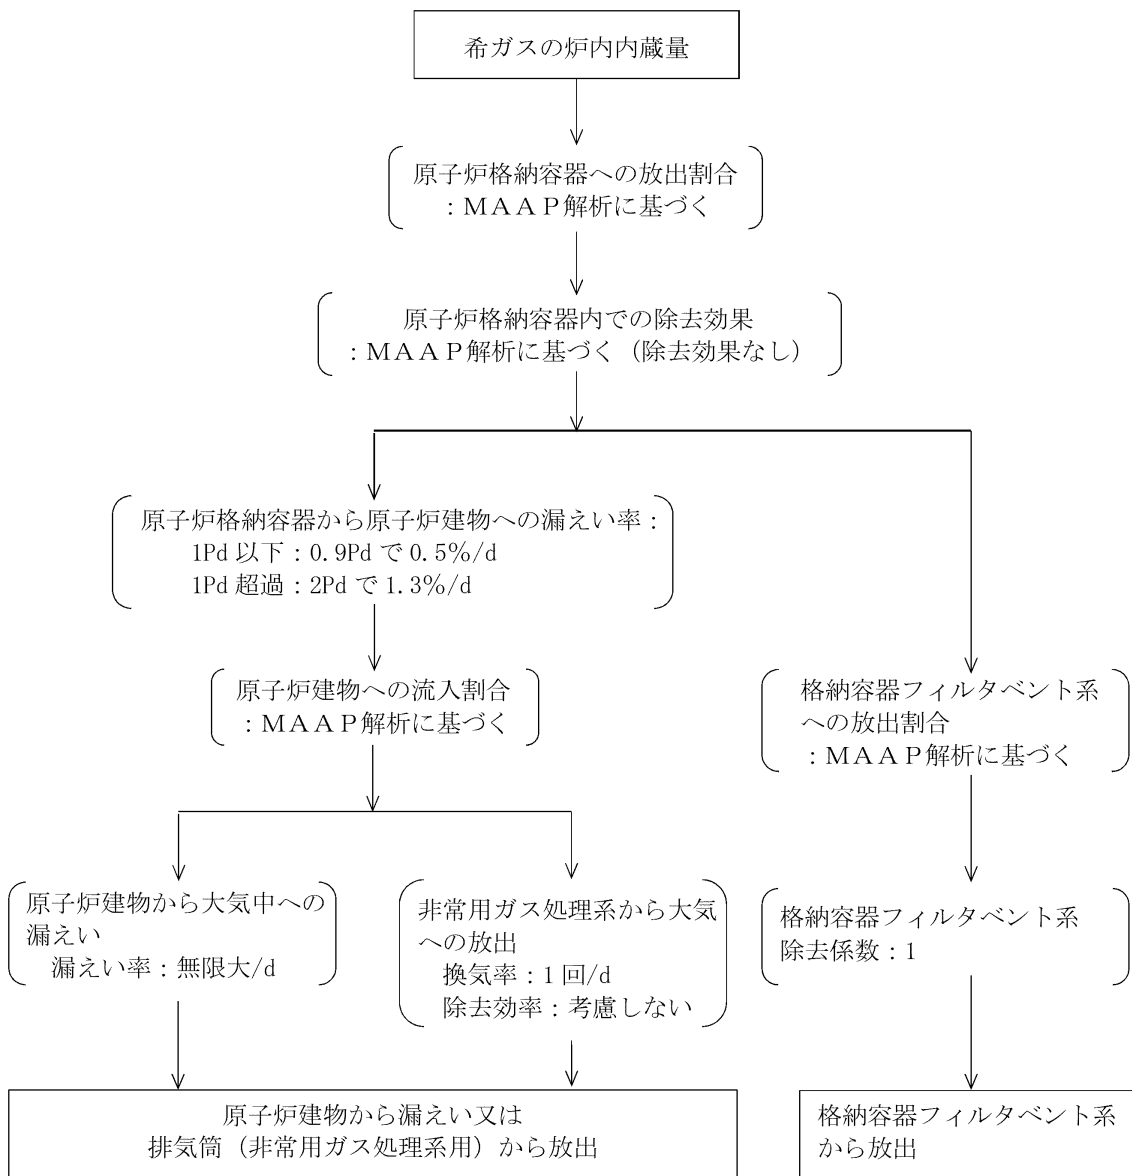 希ガスの炉内内蔵量
原子炉格納容器への放出割合
：ＭＡＡＰ解析に基づく
原子炉格納容器内での除去効果
：ＭＡＡＰ解析に基づく（除去効果なし）
原子炉格納容器から原子炉建物への漏えい率：
1Pd 以下：0.9Pd で 0.5%/d
1Pd 超過：2Pd で 1.3%/d
原子炉建物への流入割合
：ＭＡＡＰ解析に基づく
格納容器フィルタベント系
への放出割合
：ＭＡＡＰ解析に基づく
原子炉建物から大気中への
漏えい
漏えい率：無限大/d
非常用ガス処理系から大気
への放出
換気率：1 回/d
除去効率：考慮しない
格納容器フィルタベント系
除去係数：1
原子炉建物から漏えい又は
排気筒（非常用ガス処理系用）から放出
格納容器フィルタベント系
から放出